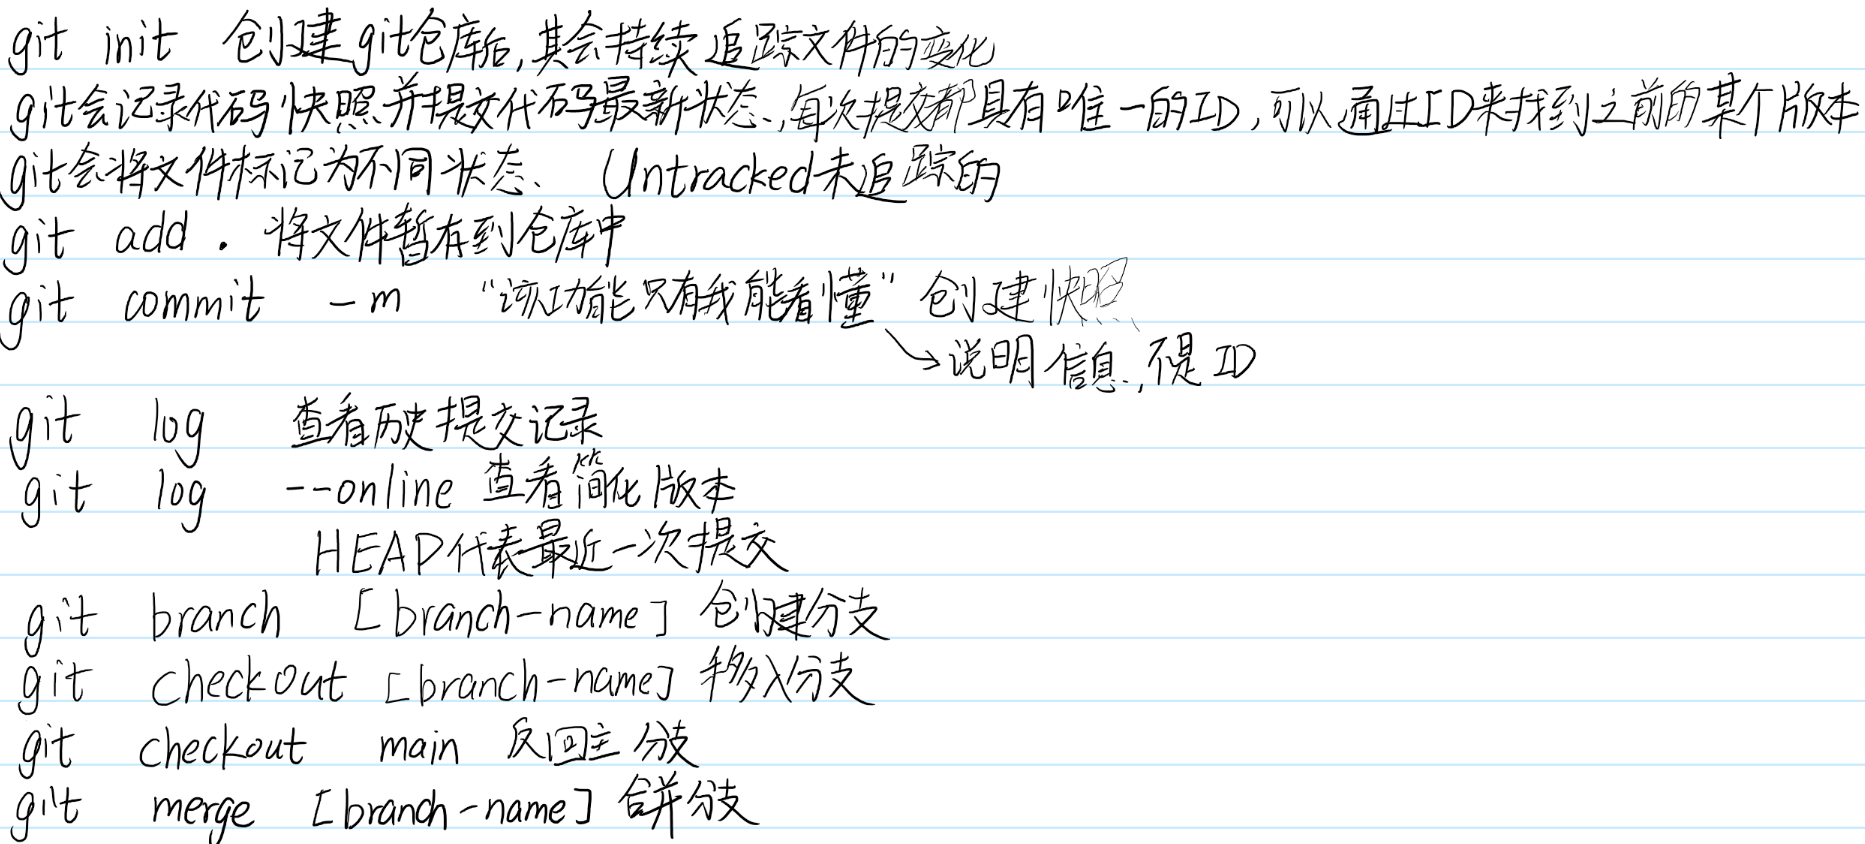 git init 创建git仓库后,其会持续追踪文件的变化
git会记录代码快照并提交代码最新状态,每次提交都具有唯一的ID,可以通过ID来找到之前的某个版本
git会将文件标记为不同状态、 Untracked未追踪的
git add . 将文件暂存到仓库中
git commit -m “该功能只有我能看懂” 创建快照
→说明信息,不是ID
git log 查看历史提交记录
git log --online 查看简化版本
HEAP代表最近一次提交
git branch [branch-name] 创建分支
git checkout [branch-name] 移入分支
git checkout main 反回主分支
git merge [branch-name] 合并分支